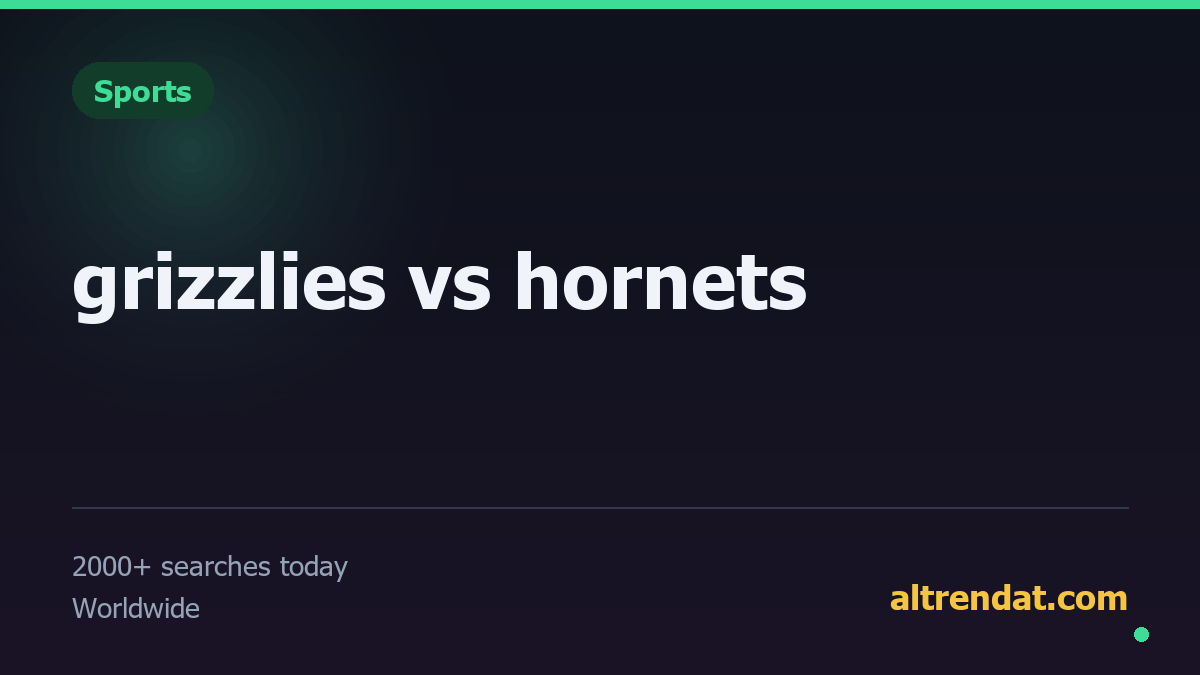 Sports
grizzlies vs hornets
2000+ searches today
Worldwide
altrendat.com